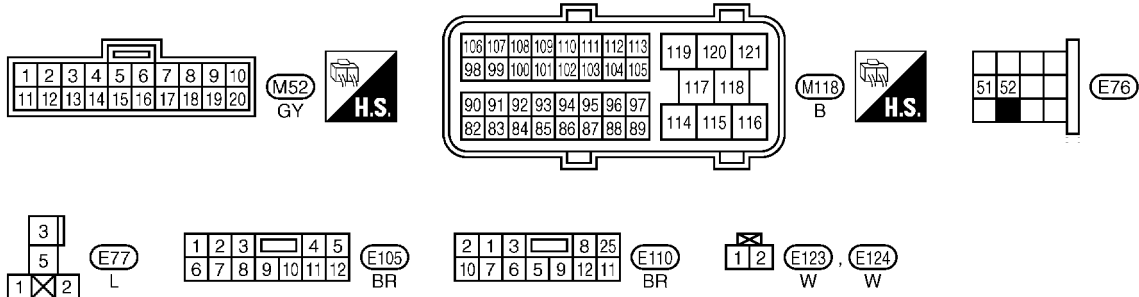 1 2 3 4 5 6 7 8 9 10
11 12 13 14 15 16 17 18 19 20
M52
GY
H.S.
106 107 108 109 110 111 112 113
98 99 100 101 102 103 104 105
90 91 92 93 94 95 96 97
82 83 84 85 86 87 88 89
119 120 121
117 118
114 115 116
M118
B
H.S.
51 52
E76
3
5
1 2
E77
L
1 2 3 4 5
6 7 8 9 10 11 12
E105
BR
2 1 3 8 25
10 7 6 5 9 12 11
E110
BR
1 2
E123 , E124
W W